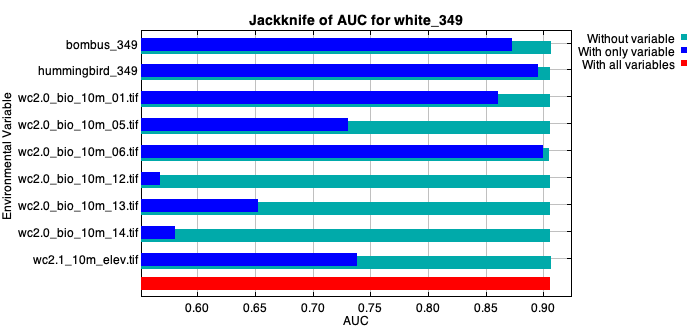 Jackknife of AUC for white_349
Environmental Variable
bombus_349
hummingbird_349
wc2.0_bio_10m_01.tif
wc2.0_bio_10m_05.tif
wc2.0_bio_10m_06.tif
wc2.0_bio_10m_12.tif
wc2.0_bio_10m_13.tif
wc2.0_bio_10m_14.tif
wc2.1_10m_elev.tif
0.60 0.65 0.70 0.75 0.80 0.85 0.90
AUC
Without variable
With only variable
With all variables